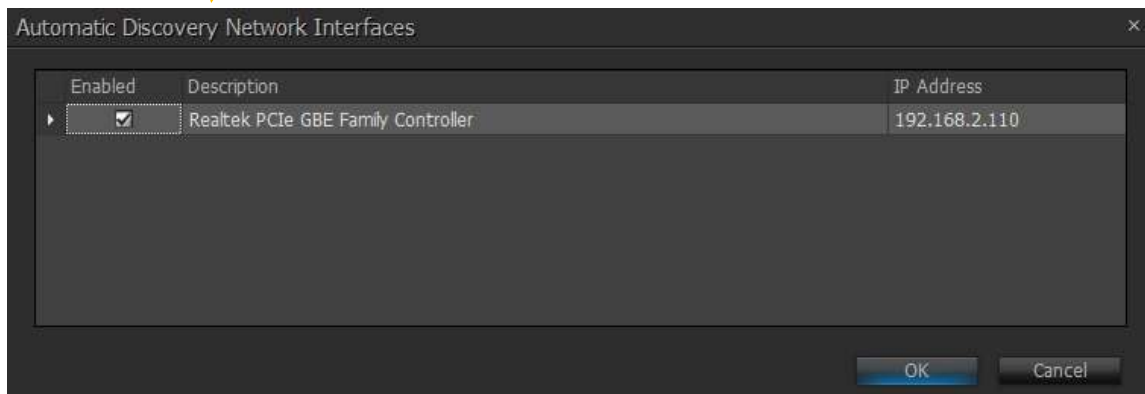 Automatic Discovery Network Interfaces
Enabled Description IP Address
Realtek PCIe GBE Family Controller 192.168.2.110
OK Cancel